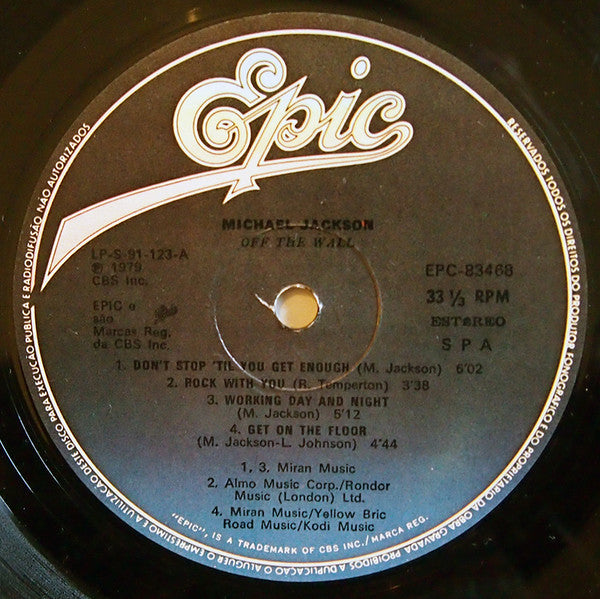 Epic
MICHAEL JACKSON
OFF THE WALL
LP-S-91-123-A
℗ 1979
CBS Inc.
EPIC e Epic
são
Marcas Reg.
da CBS Inc.
EPC-83468
33 ⅓ RPM
ESTéREO
S P A
1. DON'T STOP 'TIL YOU GET ENOUGH (M. Jackson) 6'02
2. ROCK WITH YOU (R. Temperton) 3'38
3. WORKING DAY AND NIGHT
(M. Jackson) 5'12
4. GET ON THE FLOOR
(M. Jackson-L. Johnson) 4'44
1, 3. Miran Music
2. Almo Music Corp./Rondor
Music (London) Ltd.
4. Miran Music/Yellow Bric
Road Music/Kodi Music
"EPIC", IS A TRADEMARK OF CBS INC./MARCA REG.
RESERVADOS TODOS OS DIREITOS DO PRODUTOR FONOGRÁFICO E DO PROPRIETÁRIO DA OBRA GRAVADA PROIBIDOS A DUPLICAÇÃO O ALUGUER O EMPRESTIMO E A UTILIZAÇÃO DESTE DISCO PARA EXECUÇÃO PUBLICA E RADIODIFUSÃO NÃO AUTORIZADOS